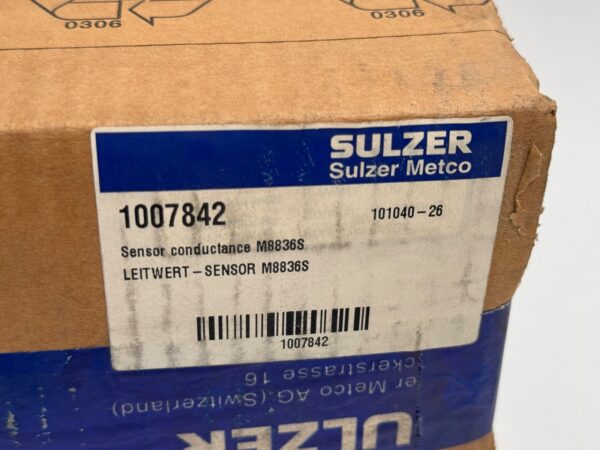 0306
0306
SULZER
Sulzer Metco
1007842
101040-26
Sensor conductance M8836S
LEITWERT-SENSOR M8836S
1007842
er Metco AG (Switzerland)
ckerstrasse 16
ULZER